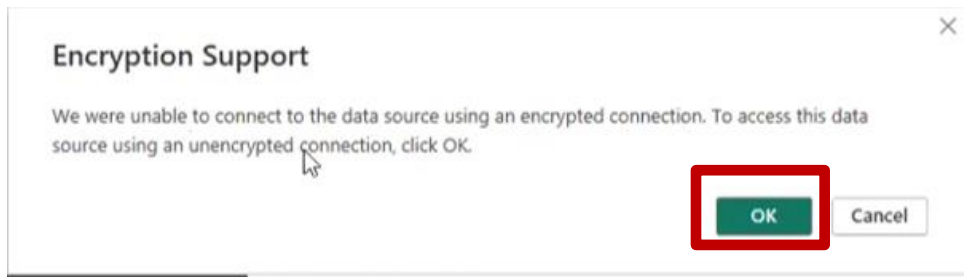 Encryption Support
We were unable to connect to the data source using an encrypted connection. To access this data
source using an unencrypted connection, click OK.
OK Cancel